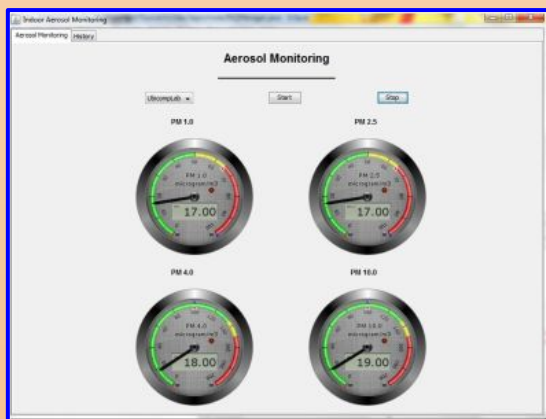 Indoor Aerosol Monitoring
Aerosol Monitoring History
Aerosol Monitoring
UbicompLab Start Stop
PM 1.0 PM 2.5
PM 1.0 PM 2.5
microgram/m3 microgram/m3
17.00 17.00
PM 4.0 PM 10.0
PM 4.0 PM 10.0
microgram/m3 microgram/m3
18.00 19.00